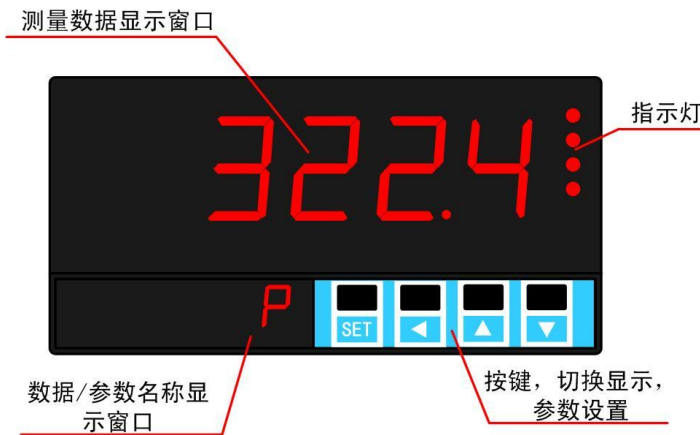 测量数据显示窗口
指示灯
322.4
P
SET
数据/参数名称显
示窗口
按键，切换显示，
参数设置